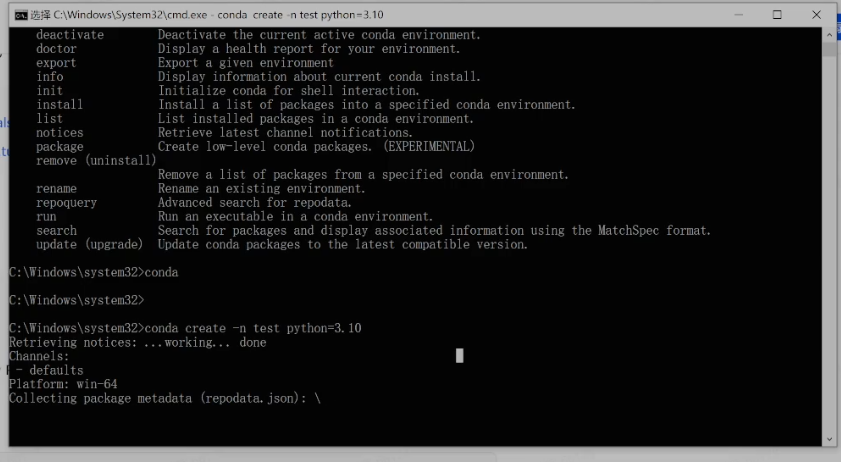 选择 C:\Windows\System32\cmd.exe - conda create -n test python=3.10
deactivate Deactivate the current active conda environment.
doctor Display a health report for your environment.
export Export a given environment
info Display information about current conda install.
init Initialize conda for shell interaction.
install Install a list of packages into a specified conda environment.
list List installed packages in a conda environment.
notices Retrieve latest channel notifications.
package Create low-level conda packages. (EXPERIMENTAL)
remove (uninstall)
Remove a list of packages from a specified conda environment.
rename Rename an existing environment.
repoquery Advanced search for repodata.
run Run an executable in a conda environment.
search Search for packages and display associated information using the MatchSpec format.
update (upgrade) Update conda packages to the latest compatible version.
C:\Windows\system32>conda
C:\Windows\system32>
C:\Windows\system32>conda create -n test python=3.10
Retrieving notices: ...working... done
Channels:
- defaults
Platform: win-64
Collecting package metadata (repodata.json): \